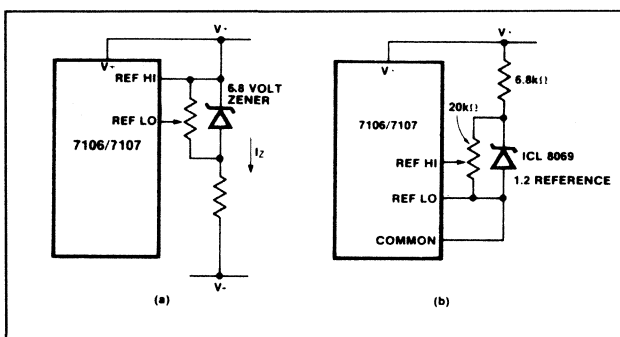 V+
V+
REF HI
6.8 VOLT
ZENER
REF LO
7106/7107
IZ
V-
(a)
V+
V+
6.8kΩ
20kΩ
7106/7107
REF HI
ICL 8069
1.2 REFERENCE
REF LO
COMMON
(b)